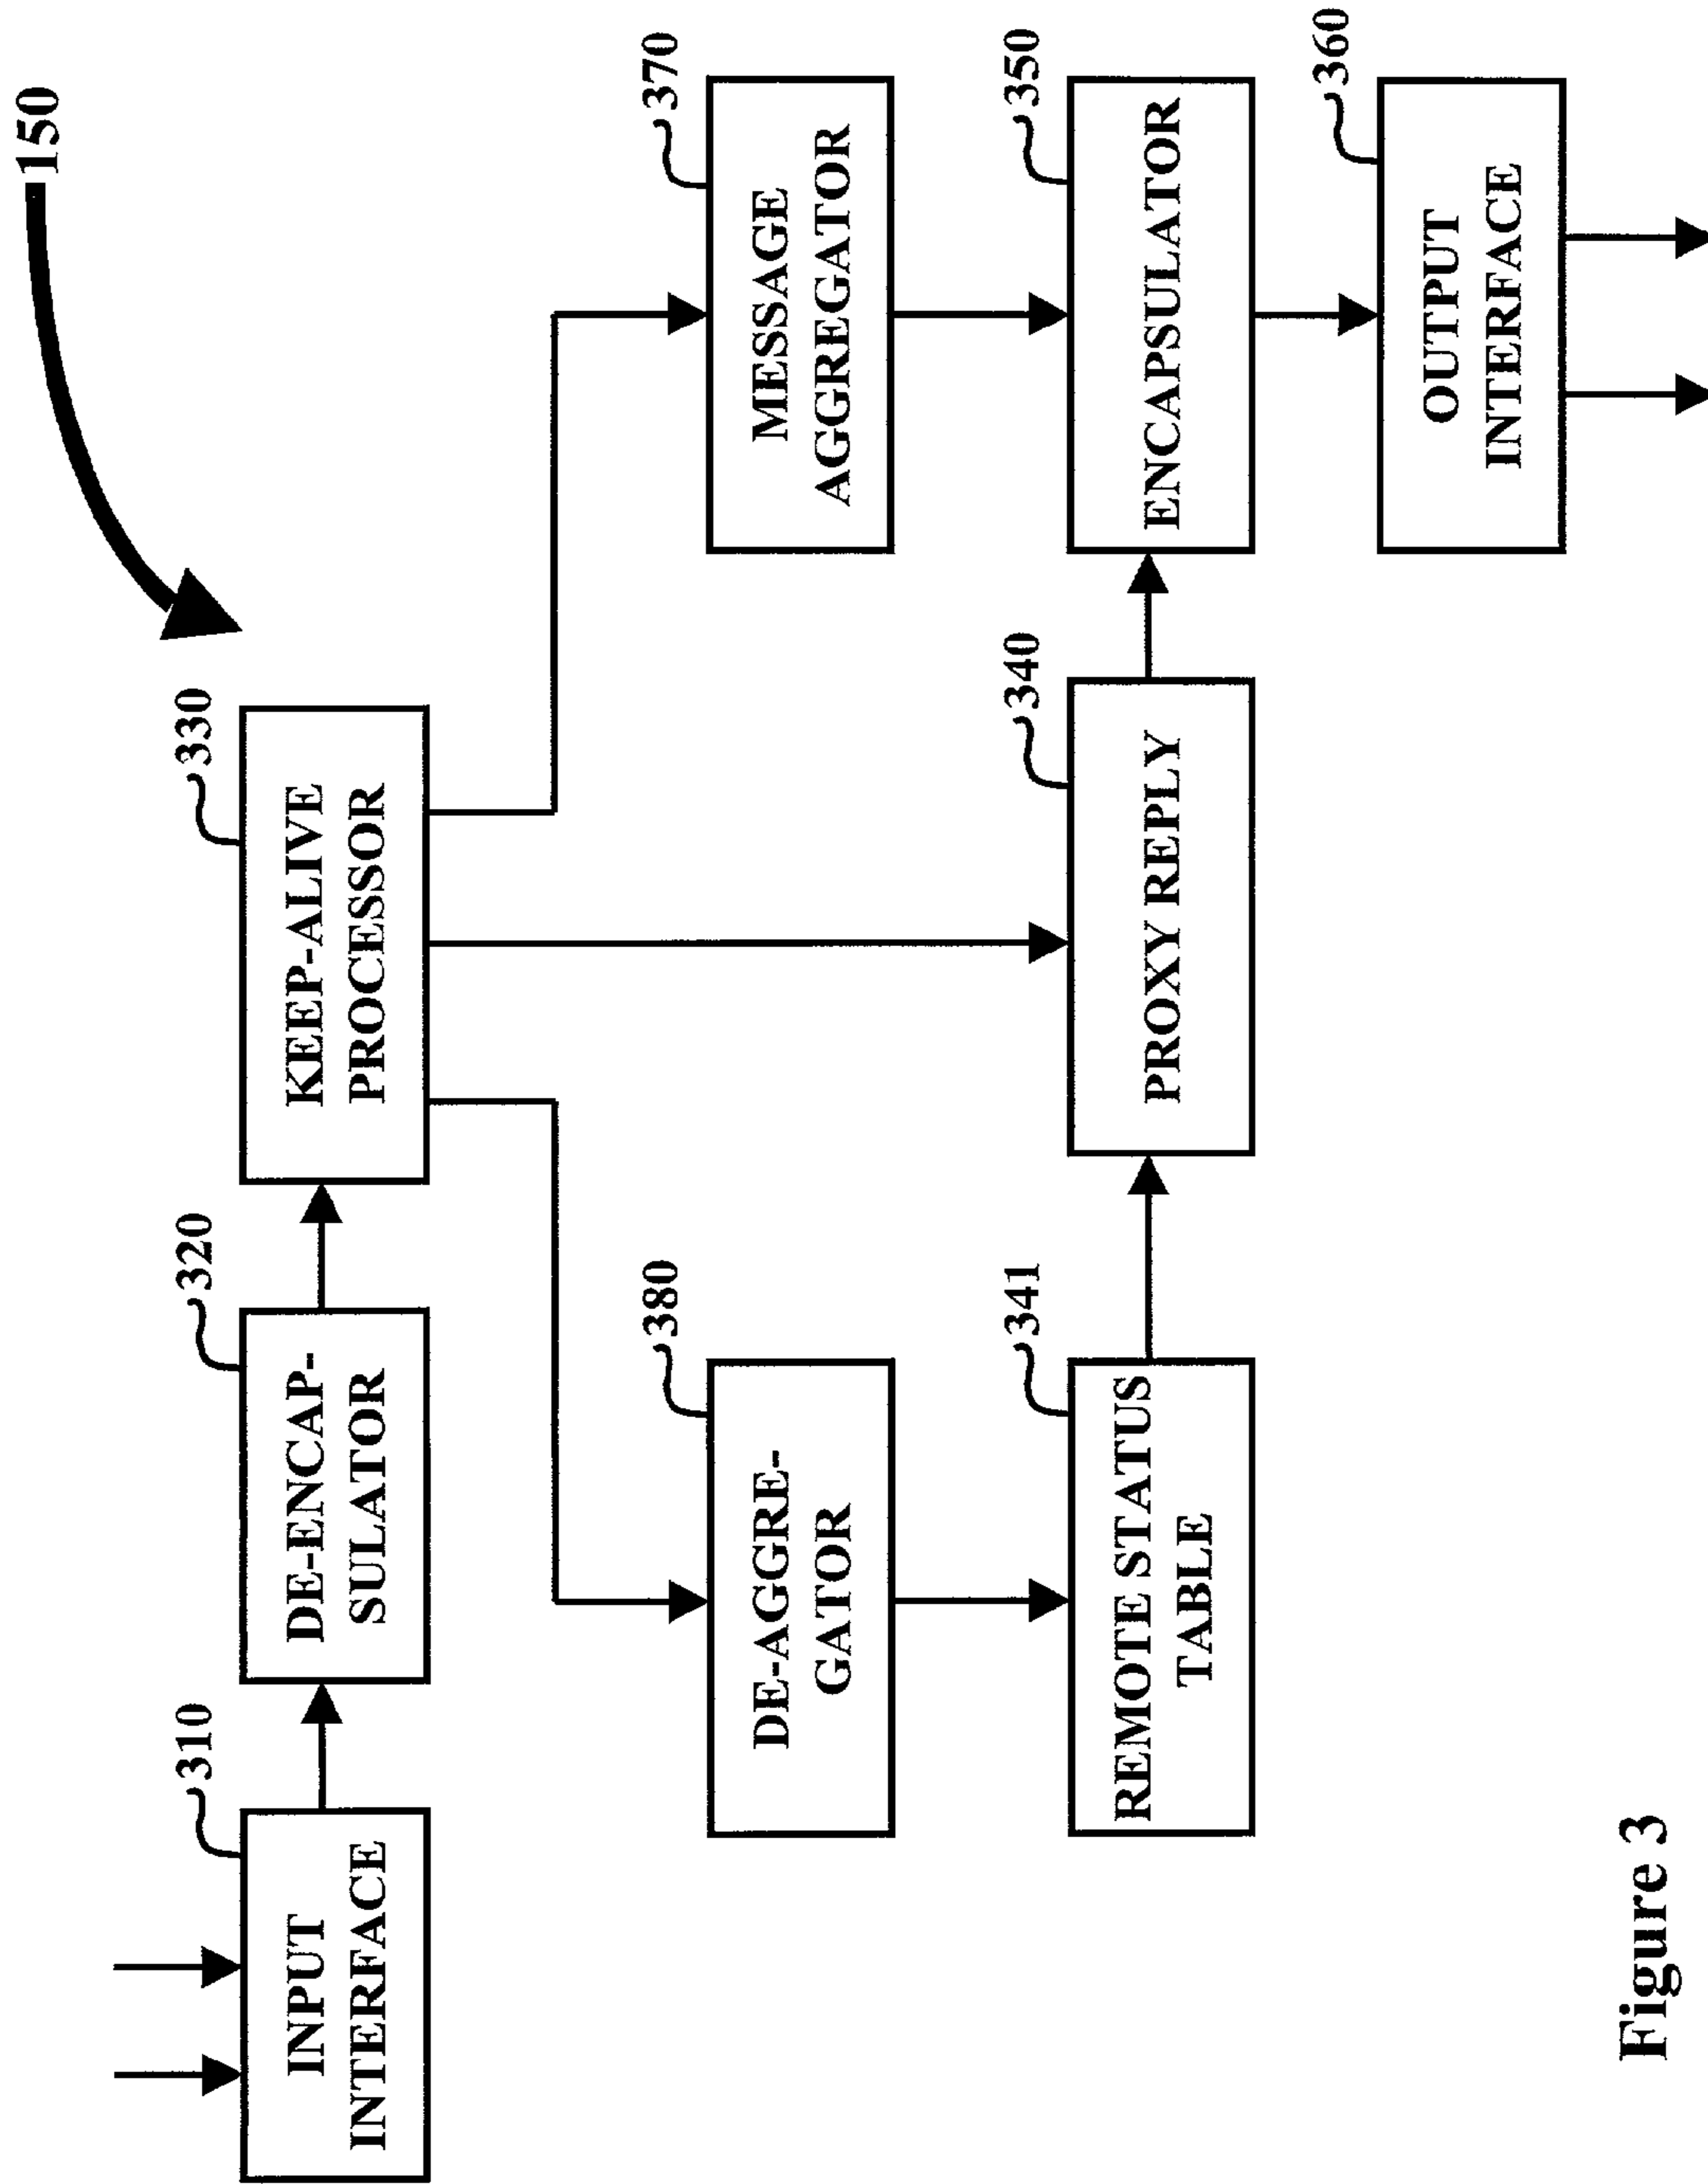 150
310
320
330
INPUT
INTERFACE
DE-ENCAP-
SULATOR
KEEP-ALIVE
PROCESSOR
380
370
DE-AGGRE-
GATOR
MESSAGE
AGGREGATOR
341
340
350
REMOTE STATUS
TABLE
PROXY REPLY
ENCAPSULATOR
360
OUTPUT
INTERFACE
Figure 3